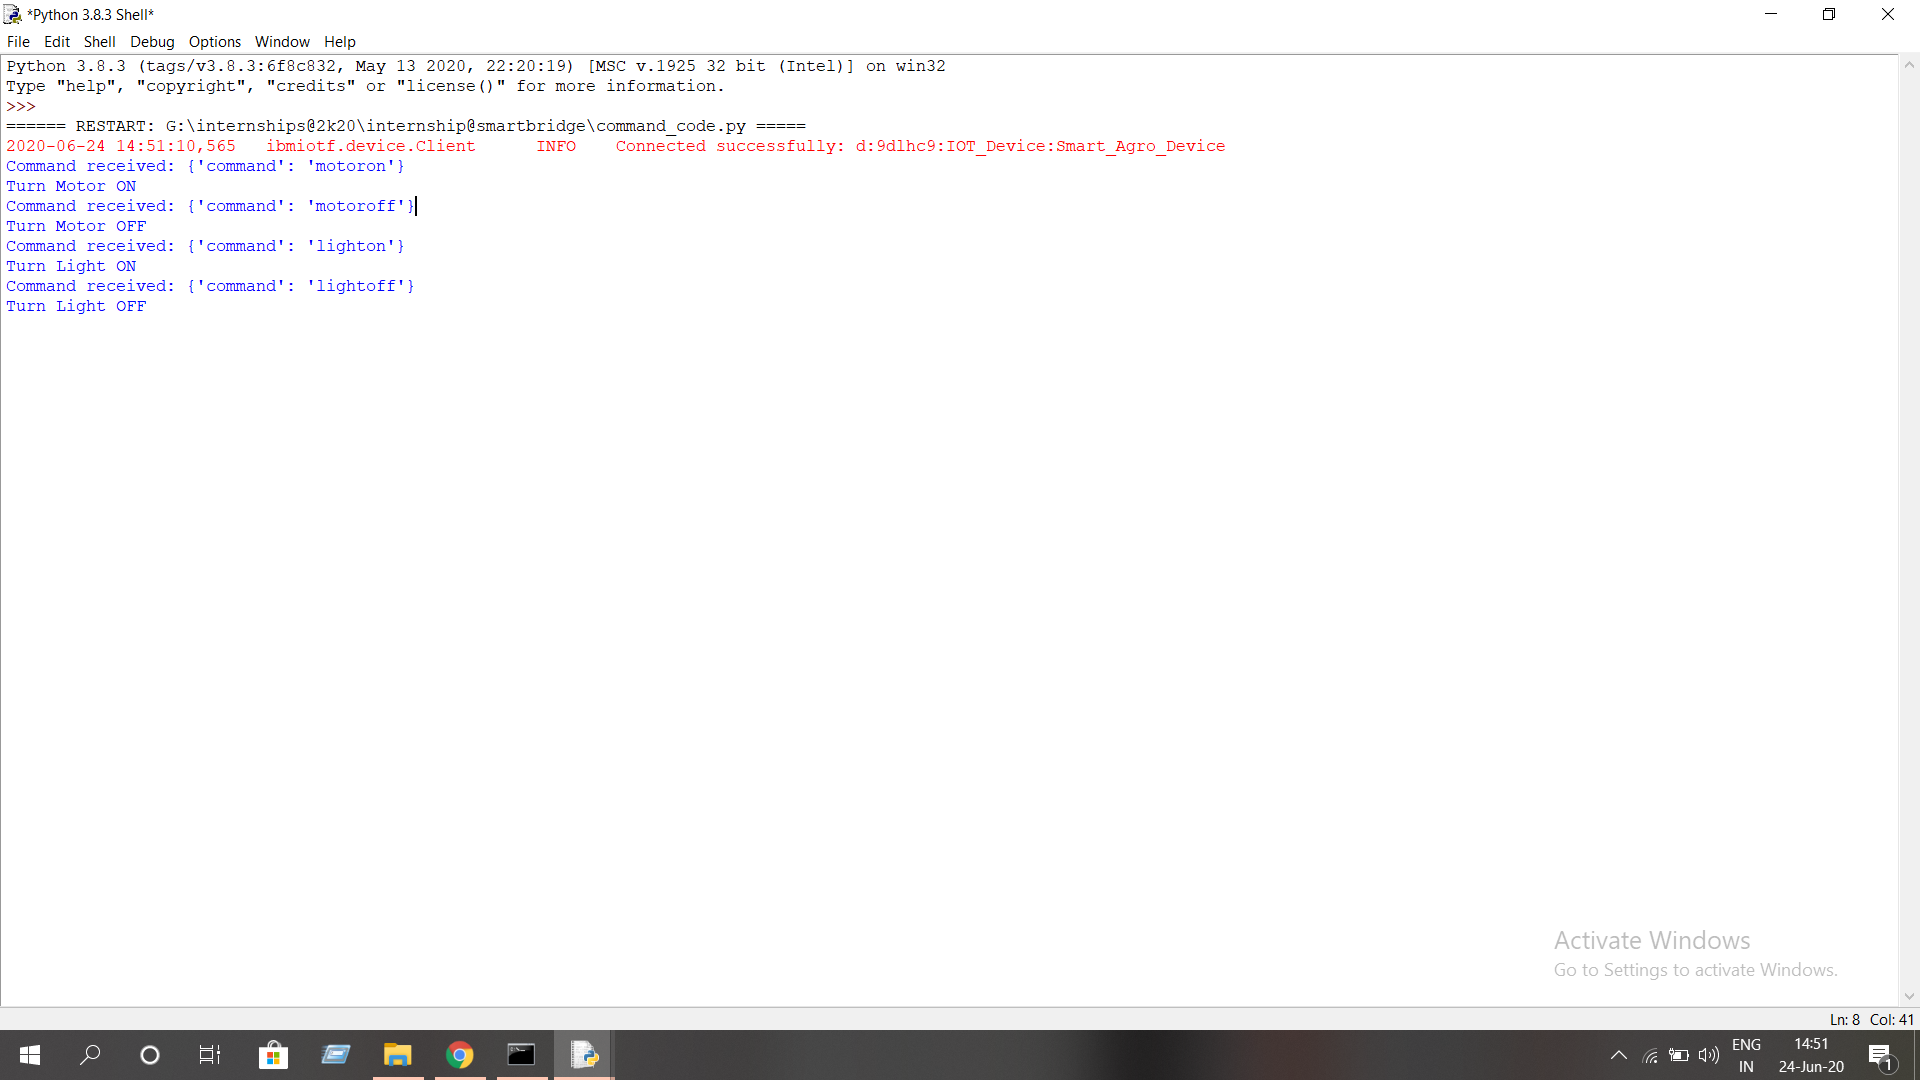 *Python 3.8.3 Shell*
File Edit Shell Debug Options Window Help
Python 3.8.3 (tags/v3.8.3:6f8c832, May 13 2020, 22:20:19) [MSC v.1925 32 bit (Intel)] on win32
Type "help", "copyright", "credits" or "license()" for more information.
>>>
====== RESTART: G:\internships@2k20\internship@smartbridge\command_code.py =====
2020-06-24 14:51:10,565   ibmiotf.device.Client      INFO    Connected successfully: d:9dlhc9:IOT_Device:Smart_Agro_Device
Command received: {'command': 'motoron'}
Turn Motor ON
Command received: {'command': 'motoroff'}
Turn Motor OFF
Command received: {'command': 'lighton'}
Turn Light ON
Command received: {'command': 'lightoff'}
Turn Light OFF
Activate Windows
Go to Settings to activate Windows.
Ln: 8 Col: 41
ENG
IN
14:51
24-Jun-20
1